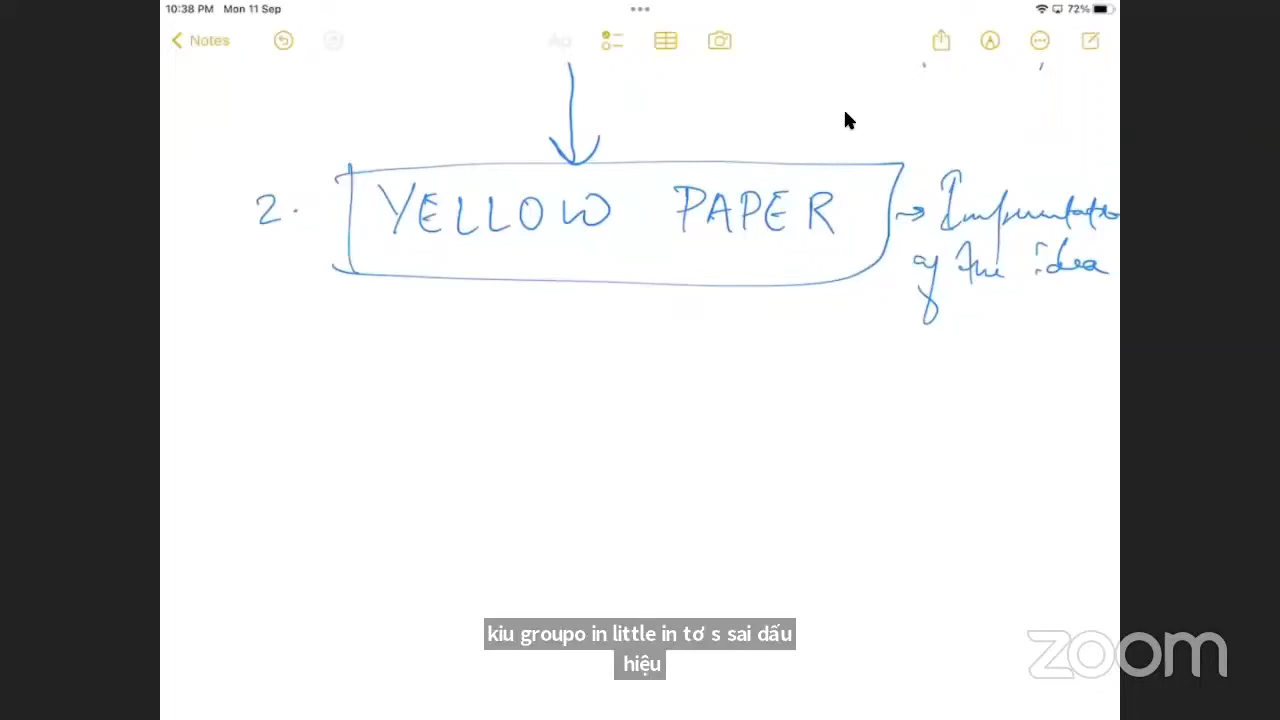 10:38 PM Mon 11 Sep 72%
Notes
Aa
2. YELLOW PAPER → Implementation
of the idea
kiu groupo in little in tơ s sai dấu
hiệu
zoom